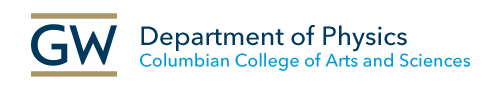 GW
Department of Physics
Columbian College of Arts and Sciences